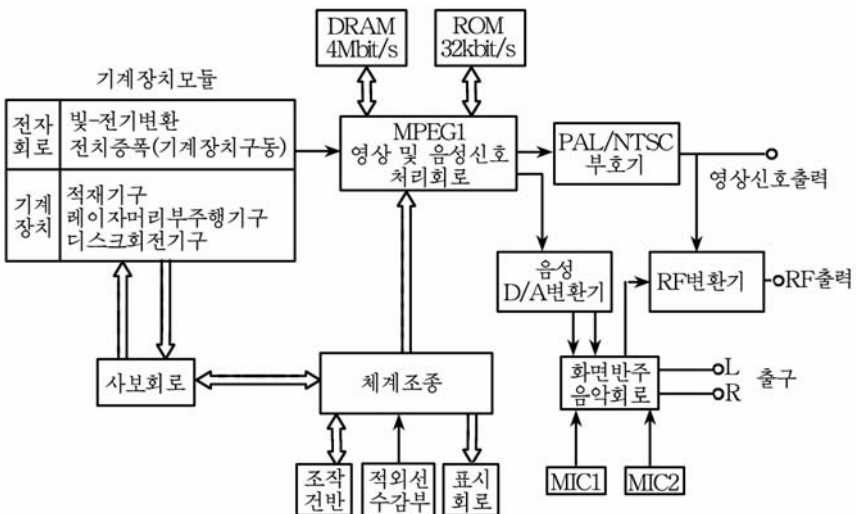 DRAM
4Mbit/s
ROM
32kbit/s
기계장치모듈
전자
회로
빛-전기변환
전치증폭(기계장치구동)
기계
장치
적재기구
레이자머리부주행기구
디스크회전기구
MPEG1
영상 및 음성신호
처리회로
PAL/NTSC
부호기
영상신호출력
음성
D/A변환기
RF변환기
RF출력
사보회로
체계조종
화면반주
음악회로
L
R
출구
조작
건반
적외선
수감부
표시
회로
MIC1
MIC2